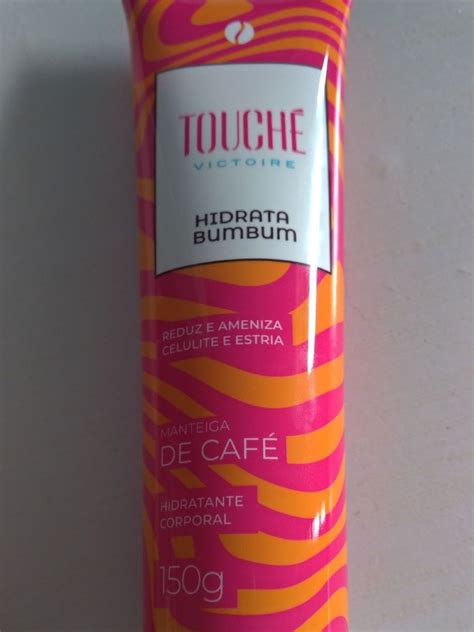 TOUCHÉ
VICTOIRE
HIDRATA
BUMBUM
REDUZ E AMENIZA
CELULITE E ESTRIA
MANTEIGA
DE CAFÉ
HIDRATANTE
CORPORAL
150g